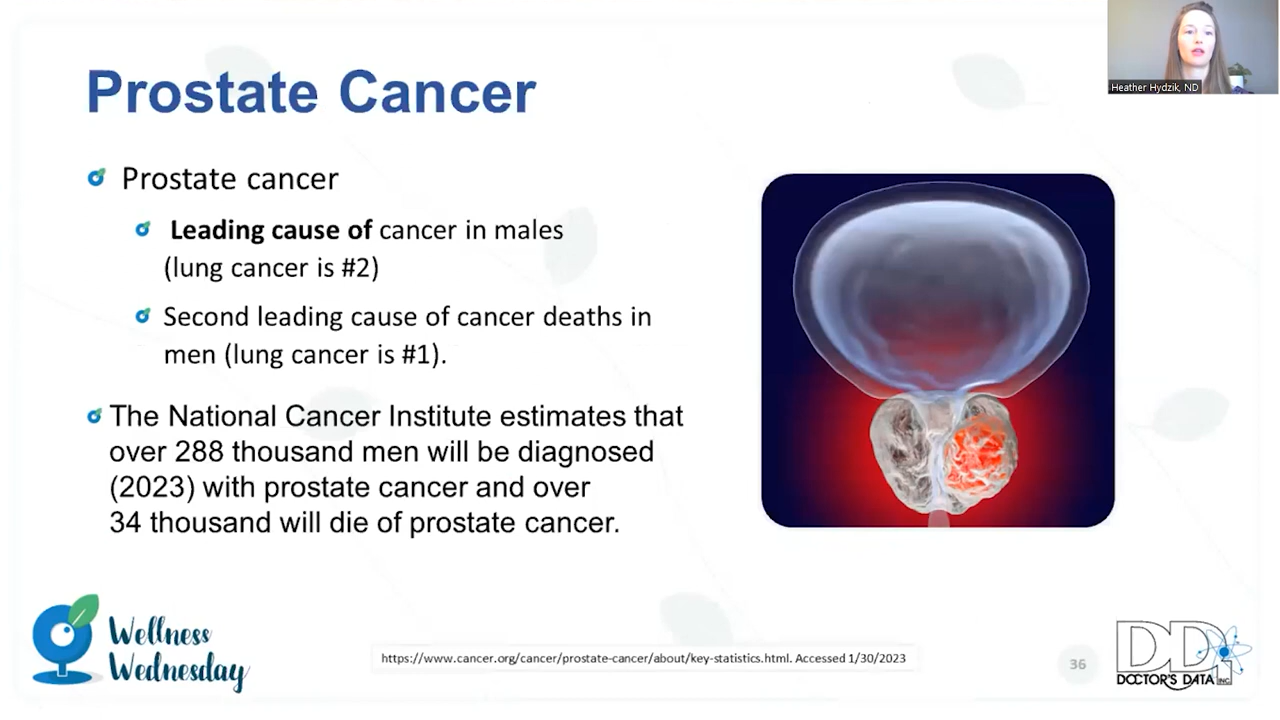 Heather Hydzik, ND
Prostate Cancer
Prostate cancer
Leading cause of cancer in males
(lung cancer is #2)
Second leading cause of cancer deaths in
men (lung cancer is #1).
The National Cancer Institute estimates that
over 288 thousand men will be diagnosed
(2023) with prostate cancer and over
34 thousand will die of prostate cancer.
Wellness
Wednesday
https://www.cancer.org/cancer/prostate-cancer/about/key-statistics.html. Accessed 1/30/2023
36
DDI
DOCTOR'S DATA INC.